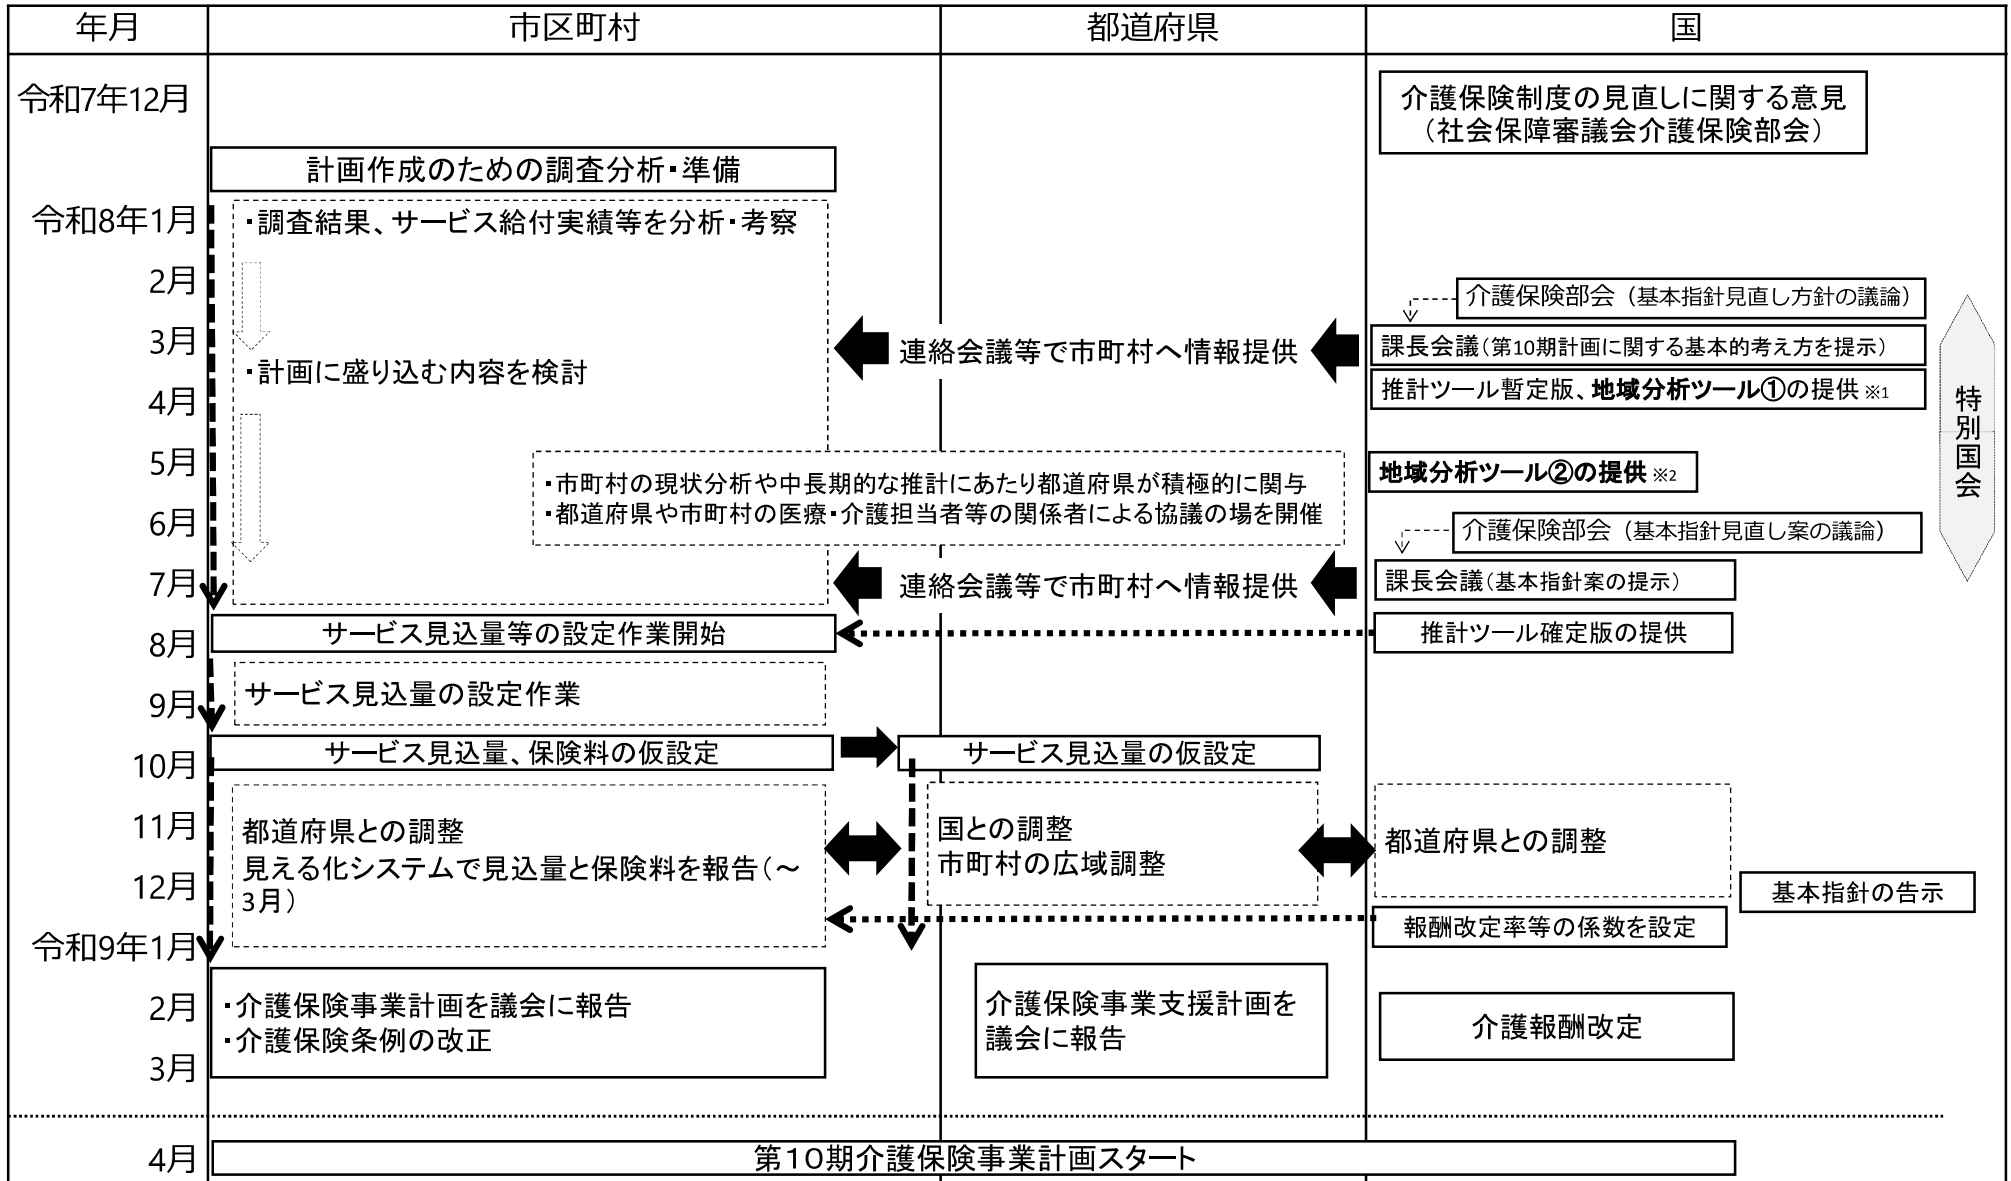 年月
市区町村
都道府県
国
令和7年12月
介護保険制度の見直しに関する意見
（社会保障審議会介護保険部会）
計画作成のための調査分析・準備
令和8年1月
・調査結果、サービス給付実績等を分析・考察
2月
介護保険部会（基本指針見直し方針の議論）
3月
連絡会議等で市町村へ情報提供
課長会議（第10期計画に関する基本的考え方を提示）
・計画に盛り込む内容を検討
推計ツール暫定版、地域分析ツール①の提供 ※1
4月
特別国会
5月
・市町村の現状分析や中長期的な推計にあたり都道府県が積極的に関与
・都道府県や市町村の医療・介護担当者等の関係者による協議の場を開催
地域分析ツール②の提供 ※2
6月
介護保険部会（基本指針見直し案の議論）
7月
連絡会議等で市町村へ情報提供
課長会議（基本指針案の提示）
8月
サービス見込量等の設定作業開始
推計ツール確定版の提供
9月
サービス見込量の設定作業
10月
サービス見込量、保険料の仮設定
サービス見込量の仮設定
11月
都道府県との調整
見える化システムで見込量と保険料を報告（～
3月）
国との調整
市町村の広域調整
都道府県との調整
12月
基本指針の告示
報酬改定率等の係数を設定
令和9年1月
2月
・介護保険事業計画を議会に報告
・介護保険条例の改正
介護保険事業支援計画を
議会に報告
介護報酬改定
3月
4月
第１０期介護保険事業計画スタート